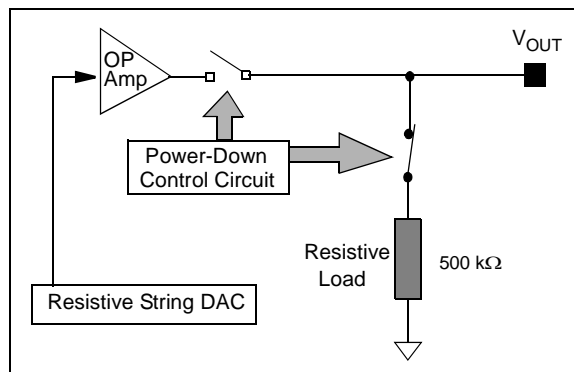 OP
Amp
VOUT
Power-Down
Control Circuit
Resistive
Load
500 kΩ
Resistive String DAC